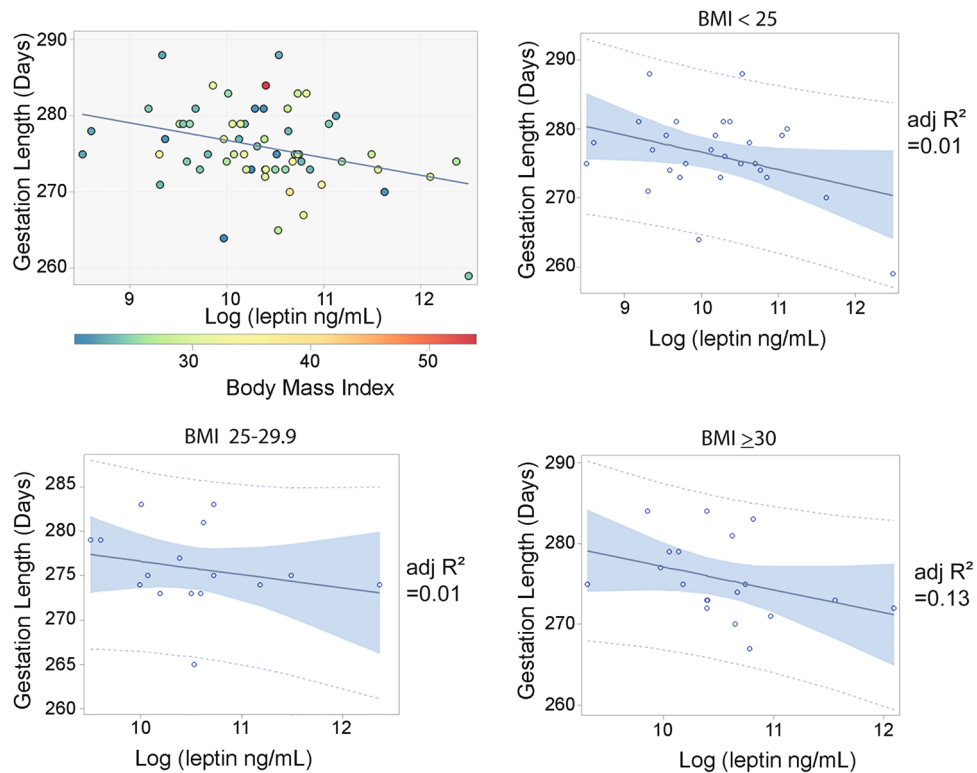 290
280
270
260
Gestation Length (Days)
9 10 11 12
Log (leptin ng/mL)
30 40 50
Body Mass Index
BMI < 25
290
280
270
260
Gestation Length (Days)
9 10 11 12
Log (leptin ng/mL)
adj R²
=0.01
BMI 25-29.9
285
280
275
270
265
260
Gestation Length (Days)
10 11 12
Log (leptin ng/mL)
adj R²
=0.01
BMI ≥30
290
280
270
260
Gestation Length (Days)
10 11 12
Log (leptin ng/mL)
adj R²
=0.13